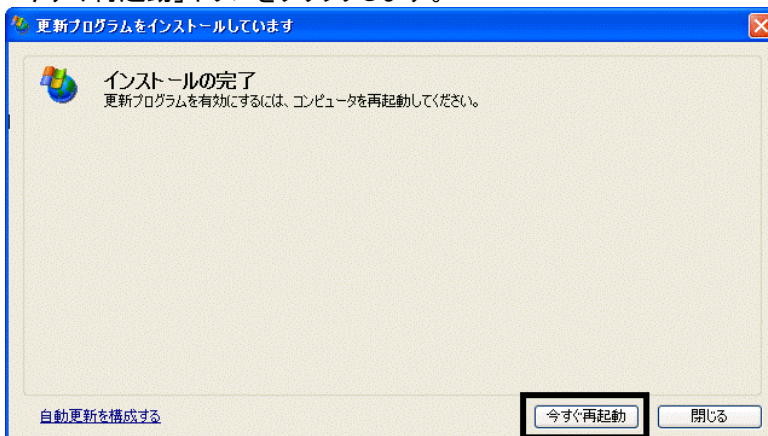 更新プログラムをインストールしています
インストールの完了
更新プログラムを有効にするには、コンピュータを再起動してください。
自動更新を構成する
今すぐ再起動
閉じる